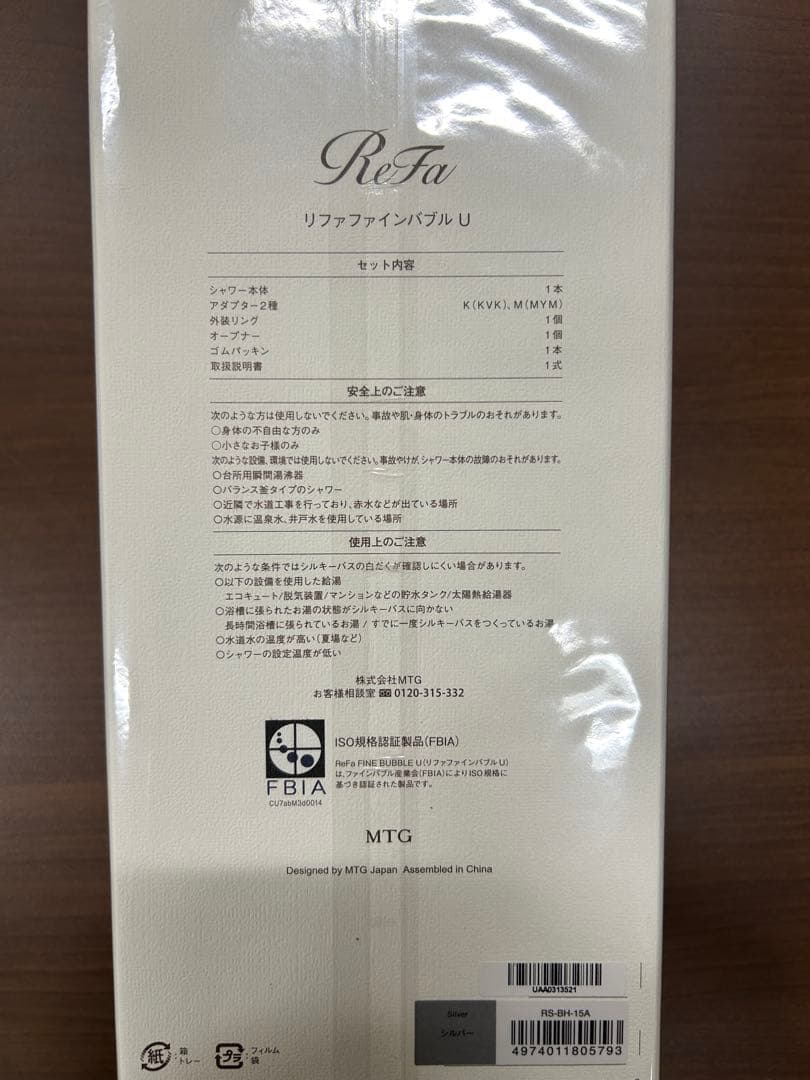 ReFa
リファファインバブル U
セット内容
シャワー本体 1本
アダプター2種 K(KVK)、M(MYM)
外装リング 1個
オープナー 1個
ゴムパッキン 1本
取扱説明書 1式
安全上のご注意
次のような方は使用しないでください。事故や肌・身体のトラブルのおそれがあります。
○身体の不自由な方のみ
○小さなお子様のみ
次のような設備、環境では使用しないでください。事故やけが、シャワー本体の故障のおそれがあります。
○台所用瞬間湯沸器
○バランス釜タイプのシャワー
○近隣で水道工事を行っており、赤水などが出ている場所
○水源に温泉水、井戸水を使用している場所
使用上のご注意
次のような条件ではシルキーバスの白だくが確認しにくい場合があります。
○以下の設備を使用した給湯
エコキュート/脱気装置/マンションなどの貯水タンク/太陽熱給湯器
○浴槽に張られたお湯の状態がシルキーバスに向かない
長時間浴槽に張られているお湯 / すでに一度シルキーバスをつくっているお湯
○水道水の温度が高い(夏場など)
○シャワーの設定温度が低い
株式会社MTG
お客様相談室 0120-315-332
FBIA
CU7abM3d0014
ISO規格認証製品(FBIA)
ReFa FINE BUBBLE U(リファファインバブル U)
は、ファインバブル産業会(FBIA)によりISO規格に
基づき認証された製品です。
MTG
Designed by MTG Japan Assembled in China
UAA0313521
Silver
シルバー
RS-BH-15A
4974011805793
紙 :箱
トレー
プラ :フィルム
袋